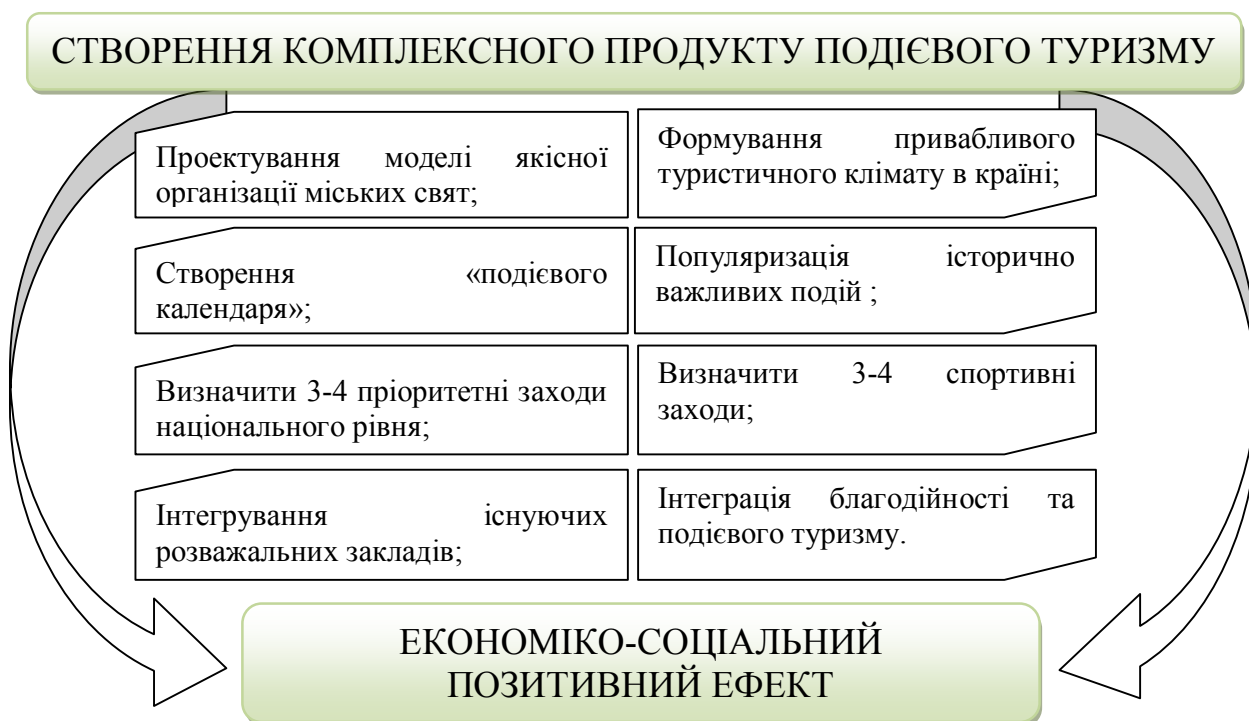 СТВОРЕННЯ КОМПЛЕКСНОГО ПРОДУКТУ ПОДІЄВОГО ТУРИЗМУ
Проектування моделі якісної
організації міських свят;
Формування привабливого
туристичного клімату в країні;
Створення «подієвого
календаря»;
Популяризація історично
важливих подій ;
Визначити 3-4 пріоритетні заходи
національного рівня;
Визначити 3-4 спортивні
заходи;
Інтегрування існуючих
розважальних закладів;
Інтеграція благодійності та
подієвого туризму.
ЕКОНОМІКО-СОЦІАЛЬНИЙ
ПОЗИТИВНИЙ ЕФЕКТ